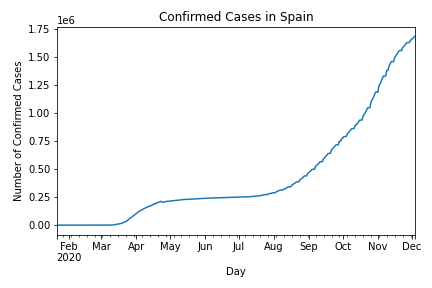 Confirmed Cases in Spain
1e6
1.75
1.50
1.25
1.00
0.75
0.50
0.25
0.00
Number of Confirmed Cases
Feb Mar Apr May Jun Jul Aug Sep Oct Nov Dec
2020
Day